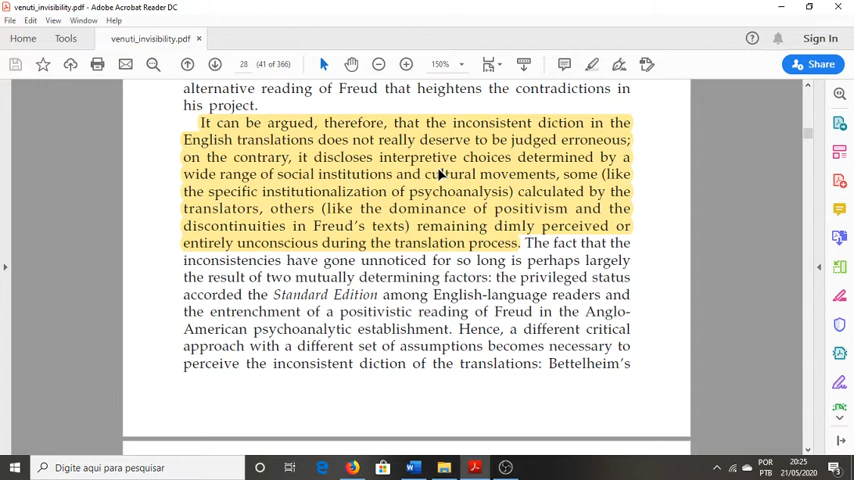 venuti_invisibility.pdf - Adobe Acrobat Reader DC
File Edit View Window Help
Home Tools venuti_invisibility.pdf × Sign In
28 (41 of 366) 150% Share
alternative reading of Freud that heightens the contradictions in
his project.
It can be argued, therefore, that the inconsistent diction in the
English translations does not really deserve to be judged erroneous;
on the contrary, it discloses interpretive choices determined by a
wide range of social institutions and cultural movements, some (like
the specific institutionalization of psychoanalysis) calculated by the
translators, others (like the dominance of positivism and the
discontinuities in Freud's texts) remaining dimly perceived or
entirely unconscious during the translation process. The fact that the
inconsistencies have gone unnoticed for so long is perhaps largely
the result of two mutually determining factors: the privileged status
accorded the Standard Edition among English-language readers and
the entrenchment of a positivistic reading of Freud in the Anglo-
American psychoanalytic establishment. Hence, a different critical
approach with a different set of assumptions becomes necessary to
perceive the inconsistent diction of the translations: Bettelheim's
Digite aqui para pesquisar
POR 20:25
PTB 21/05/2020